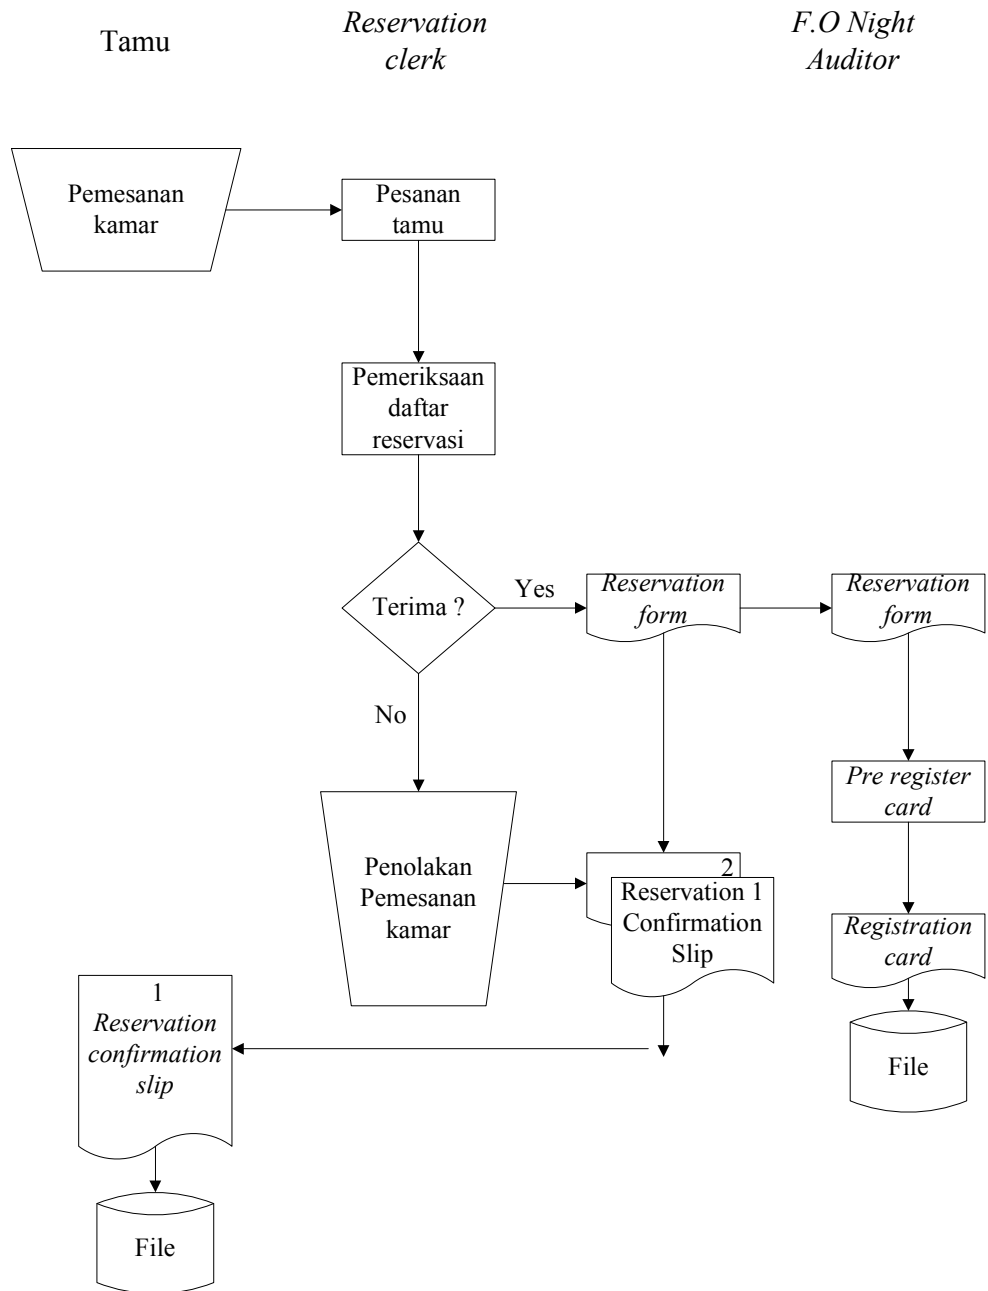 Tamu
Reservation
clerk
F.O Night
Auditor
Pemesanan
kamar
Pesanan
tamu
Pemeriksaan
daftar
reservasi
Terima ?
Yes
Reservation
form
Reservation
form
No
Pre register
card
Penolakan
Pemesanan
kamar
2
Reservation 1
Confirmation
Slip
Registration
card
1
Reservation
confirmation
slip
File
File